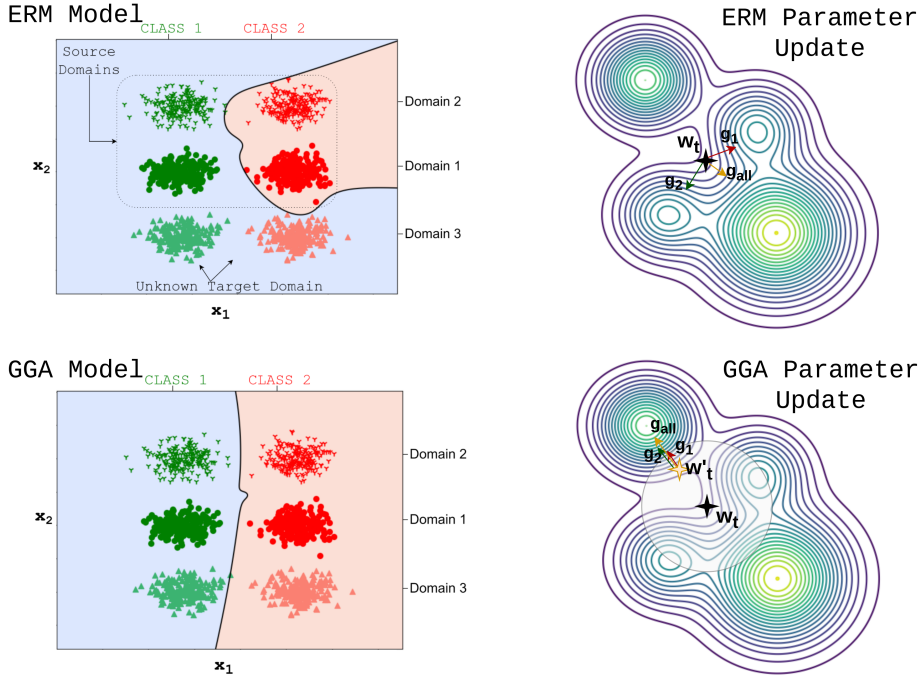 ERM Model
CLASS 1
CLASS 2
Source
Domains
Domain 2
Domain 1
Domain 3
x2
Unknown Target Domain
x1
ERM Parameter
Update
wt
g1
gall
g2
GGA Model
CLASS 1
CLASS 2
Domain 2
Domain 1
Domain 3
x2
x1
GGA Parameter
Update
gall
g1
g2
w't
wt